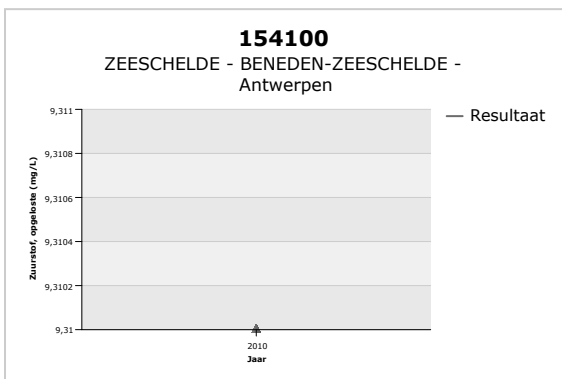 154100
ZEESCHELDE - BENEDEN-ZEESCHELDE -
Antwerpen
Resultaat
Zuurstof, opgeloste (mg/L)
9,311
9,3108
9,3106
9,3104
9,3102
9,31
2010
Jaar